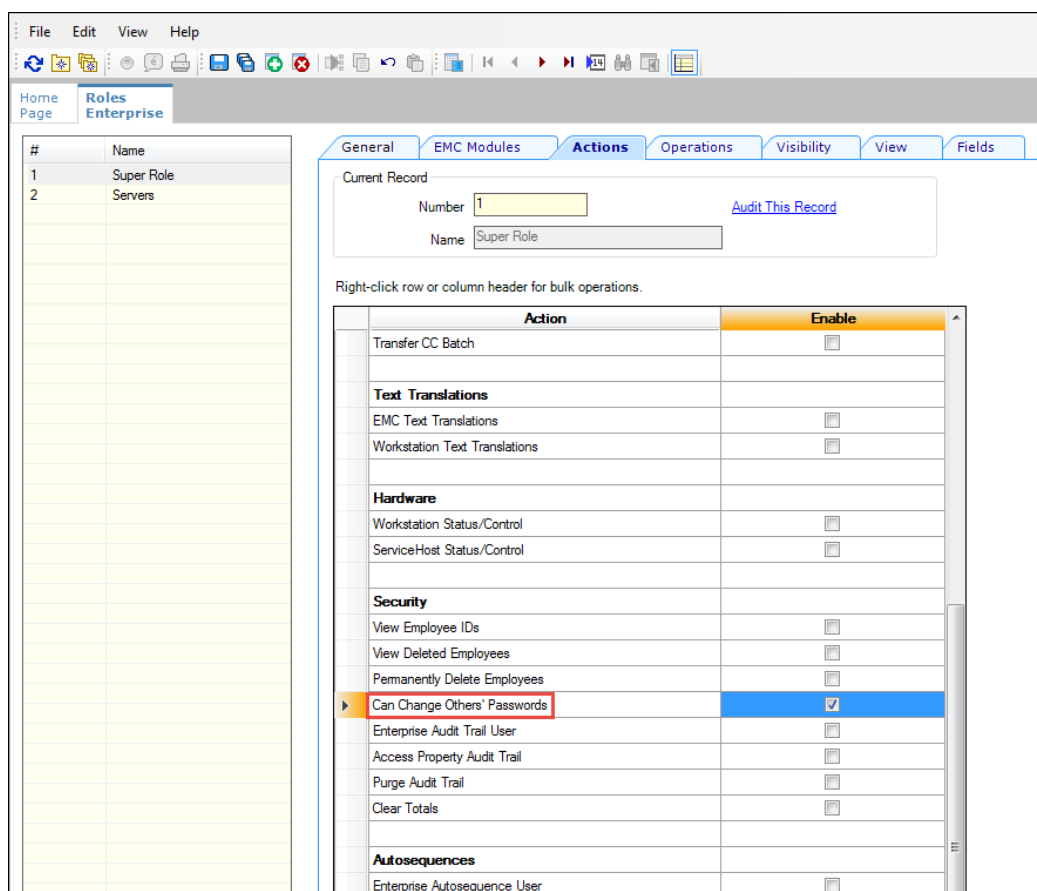 File Edit View Help
14
Home Page
Roles Enterprise
# Name
1 Super Role
2 Servers
General EMC Modules Actions Operations Visibility View Fields
Current Record
Number 1 Audit This Record
Name Super Role
Right-click row or column header for bulk operations.
Action Enable
Transfer CC Batch
Text Translations
EMC Text Translations
Workstation Text Translations
Hardware
Workstation Status/Control
ServiceHost Status/Control
Security
View Employee IDs
View Deleted Employees
Permanently Delete Employees
Can Change Others' Passwords
Enterprise Audit Trail User
Access Property Audit Trail
Purge Audit Trail
Clear Totals
Autosequences
Enterprise Autosequence User